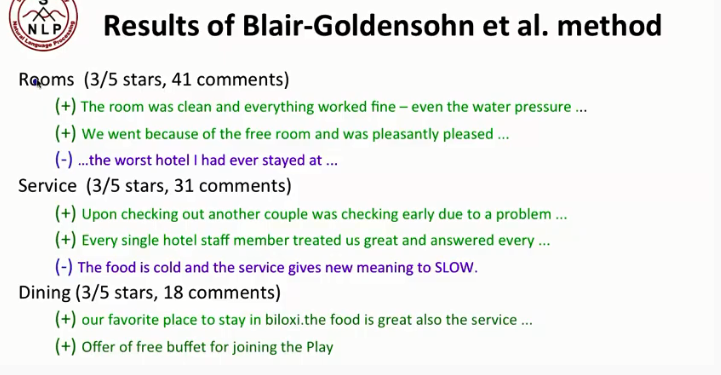 S
NLP
Natural Language Processing
Results of Blair-Goldensohn et al. method
Rooms (3/5 stars, 41 comments)
(+) The room was clean and everything worked fine – even the water pressure ...
(+) We went because of the free room and was pleasantly pleased ...
(-) ...the worst hotel I had ever stayed at ...
Service (3/5 stars, 31 comments)
(+) Upon checking out another couple was checking early due to a problem ...
(+) Every single hotel staff member treated us great and answered every ...
(-) The food is cold and the service gives new meaning to SLOW.
Dining (3/5 stars, 18 comments)
(+) our favorite place to stay in biloxi.the food is great also the service ...
(+) Offer of free buffet for joining the Play